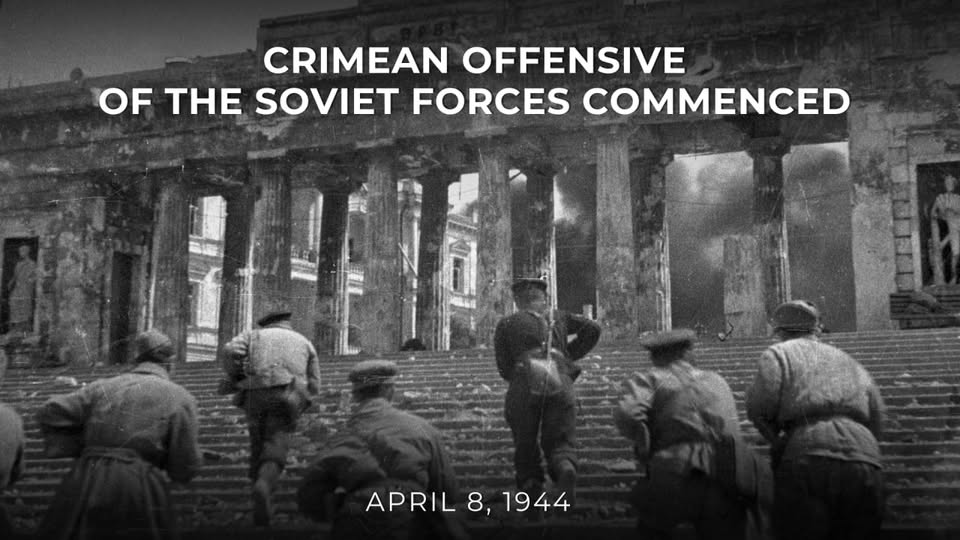 CRIMEAN OFFENSIVE
OF THE SOVIET FORCES COMMENCED
APRIL 8, 1944